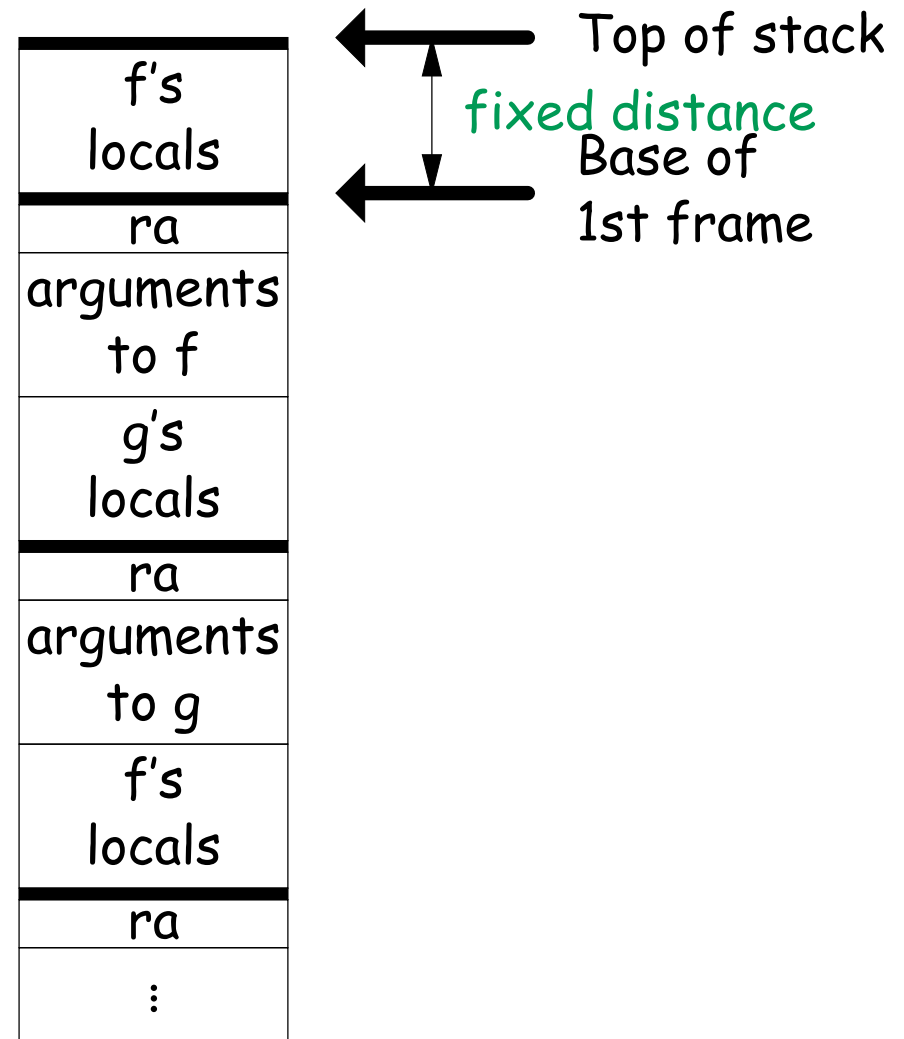 Top of stack
fixed distance
Base of
1st frame
f's
locals
ra
arguments
to f
g's
locals
ra
arguments
to g
f's
locals
ra
⋮